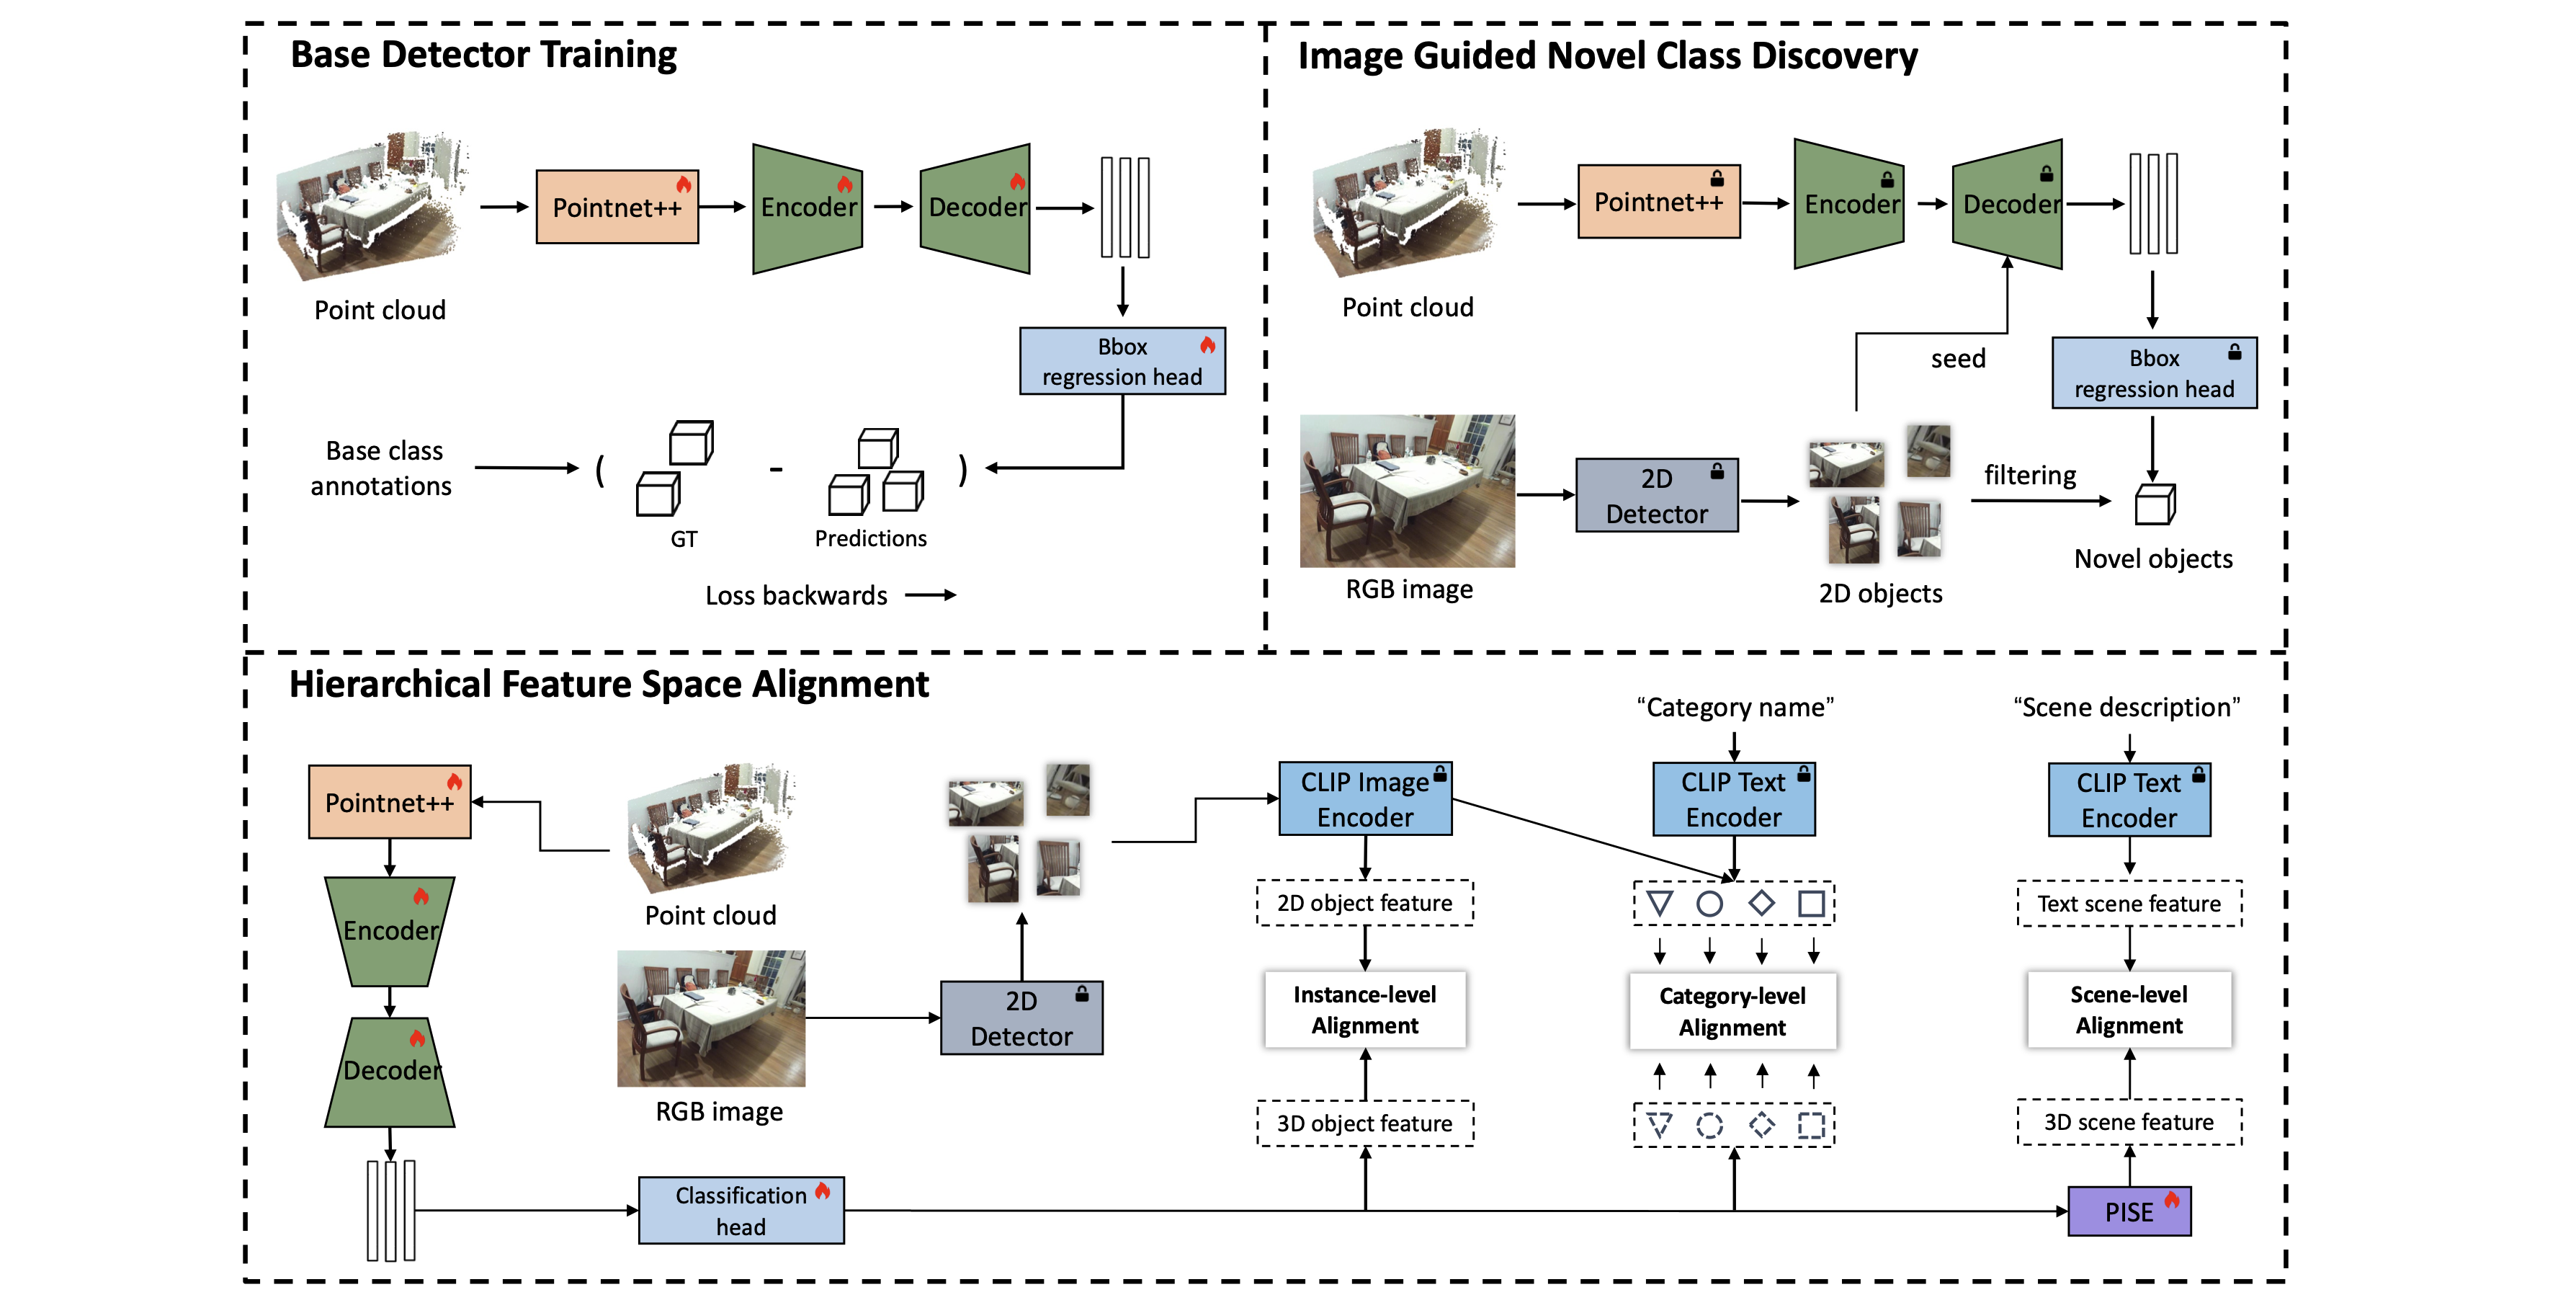 Base Detector Training
Pointnet++
Encoder
Decoder
Point cloud
Bbox
regression head
Base class
annotations
(
-
)
GT
Predictions
Loss backwards
Image Guided Novel Class Discovery
Pointnet++
Encoder
Decoder
Point cloud
seed
Bbox
regression head
2D
Detector
filtering
RGB image
2D objects
Novel objects
Hierarchical Feature Space Alignment
Pointnet++
Encoder
Decoder
Point cloud
RGB image
2D
Detector
Classification
head
CLIP Image
Encoder
2D object feature
Instance-level
Alignment
3D object feature
“Category name”
CLIP Text
Encoder
Category-level
Alignment
“Scene description”
CLIP Text
Encoder
Text scene feature
Scene-level
Alignment
3D scene feature
PISE